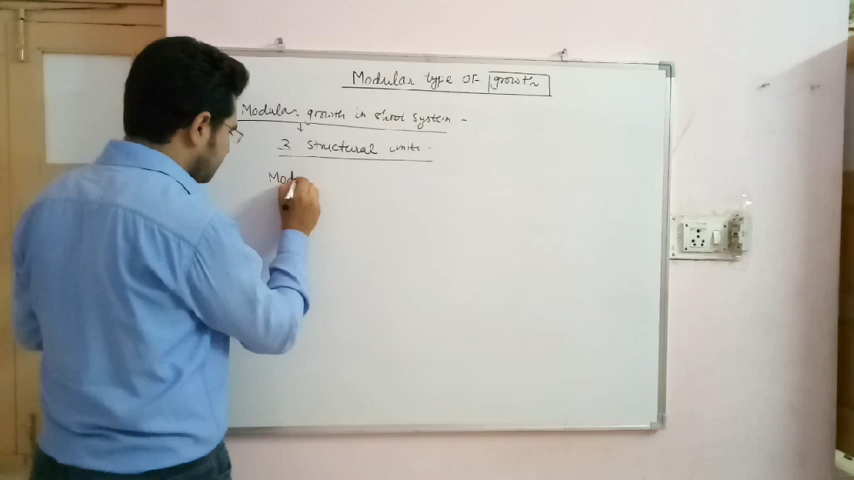 Modular type of growth
Modular growth in shoot system -
3 structural units.
Mod